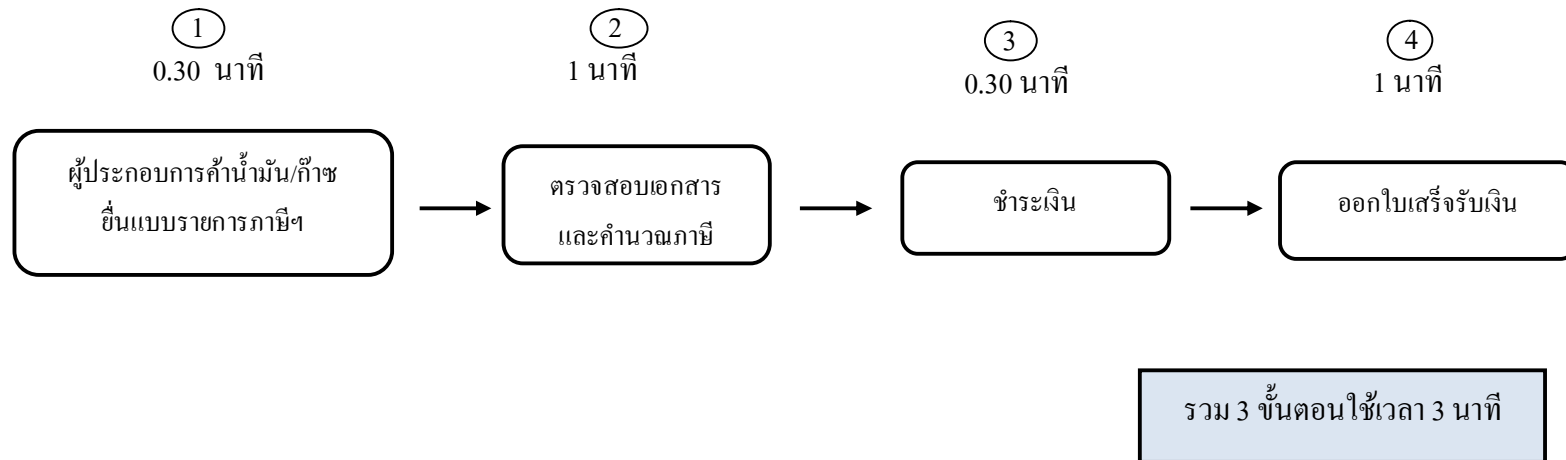 1
0.30 นาที
2
1 นาที
3
0.30 นาที
4
1 นาที
ผู้ประกอบการค้าน้ำมัน/ก๊าซ
ยื่นแบบรายการภาษีฯ
ตรวจสอบเอกสาร
และคำนวณภาษี
ชำระเงิน
ออกใบเสร็จรับเงิน
รวม 3 ขั้นตอนใช้เวลา 3 นาที